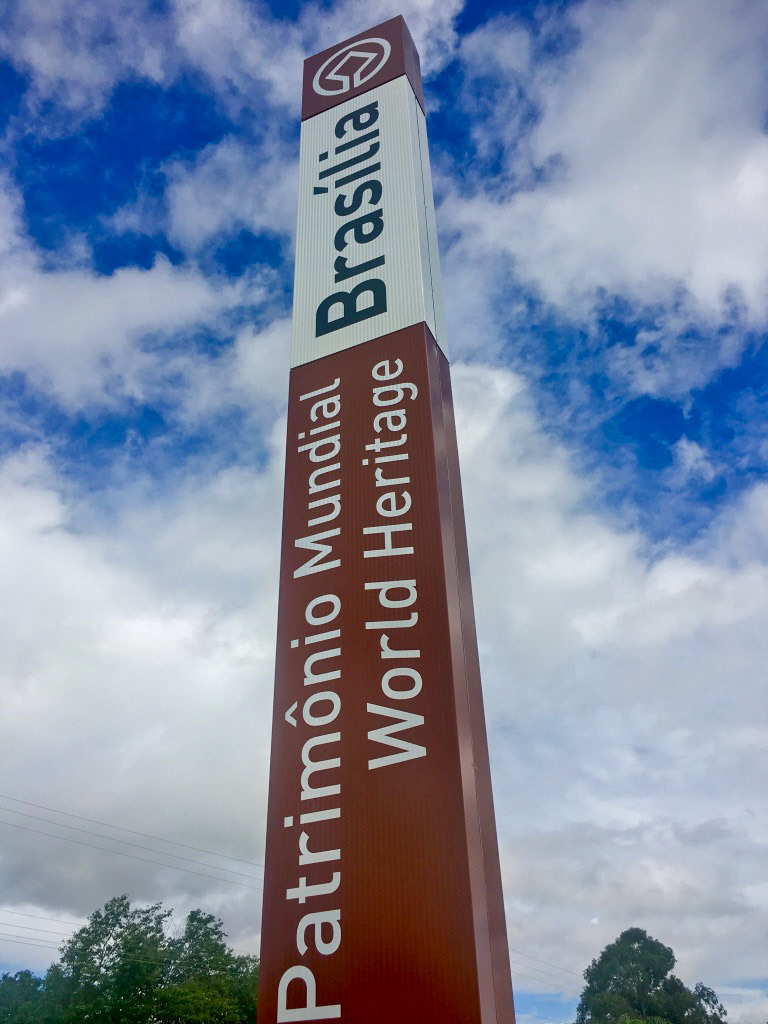 Brasília
Patrimônio Mundial
World Heritage